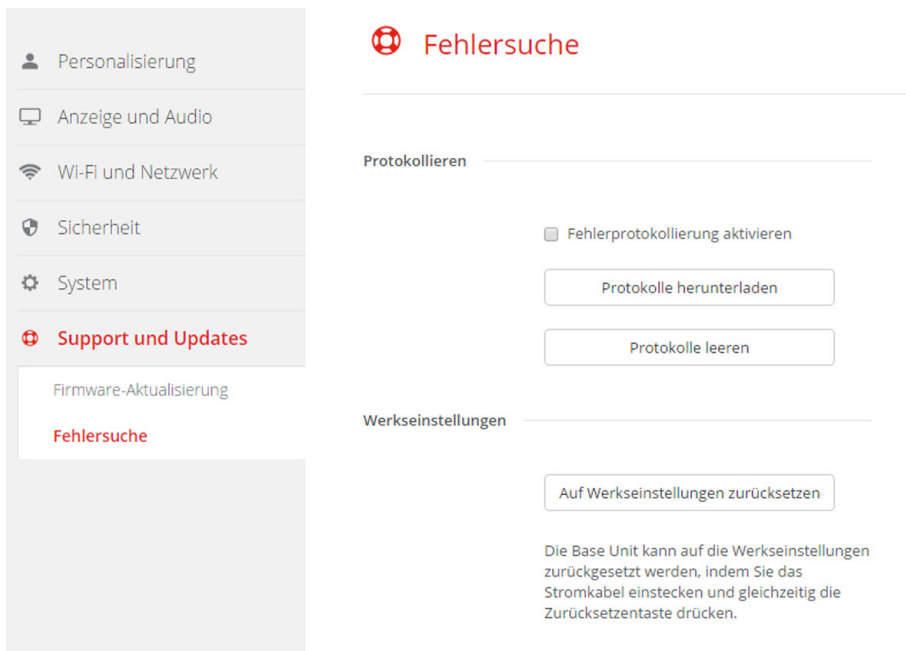 Personalisierung
Anzeige und Audio
Wi-Fi und Netzwerk
Sicherheit
System
Support und Updates
Firmware-Aktualisierung
Fehlersuche
Fehlersuche
Protokollieren
Fehlerprotokollierung aktivieren
Protokolle herunterladen
Protokolle leeren
Werkseinstellungen
Auf Werkseinstellungen zurücksetzen
Die Base Unit kann auf die Werkseinstellungen
zurückgesetzt werden, indem Sie das
Stromkabel einstecken und gleichzeitig die
Zurücksetzentaste drücken.